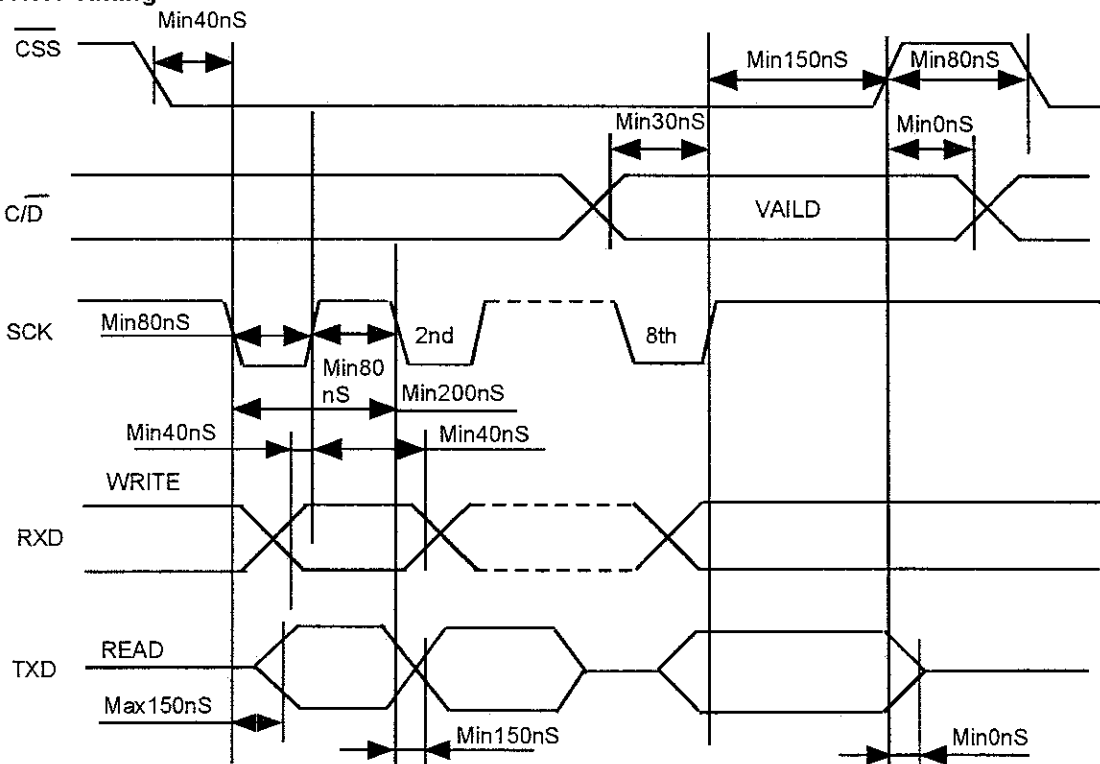 Min40nS
CSS
Min150nS
Min80nS
Min30nS
Min0nS
C/D
VAILD
SCK
Min80nS
2nd
8th
Min80
nS
Min200nS
Min40nS
Min40nS
WRITE
RXD
READ
TXD
Max150nS
Min150nS
Min0nS